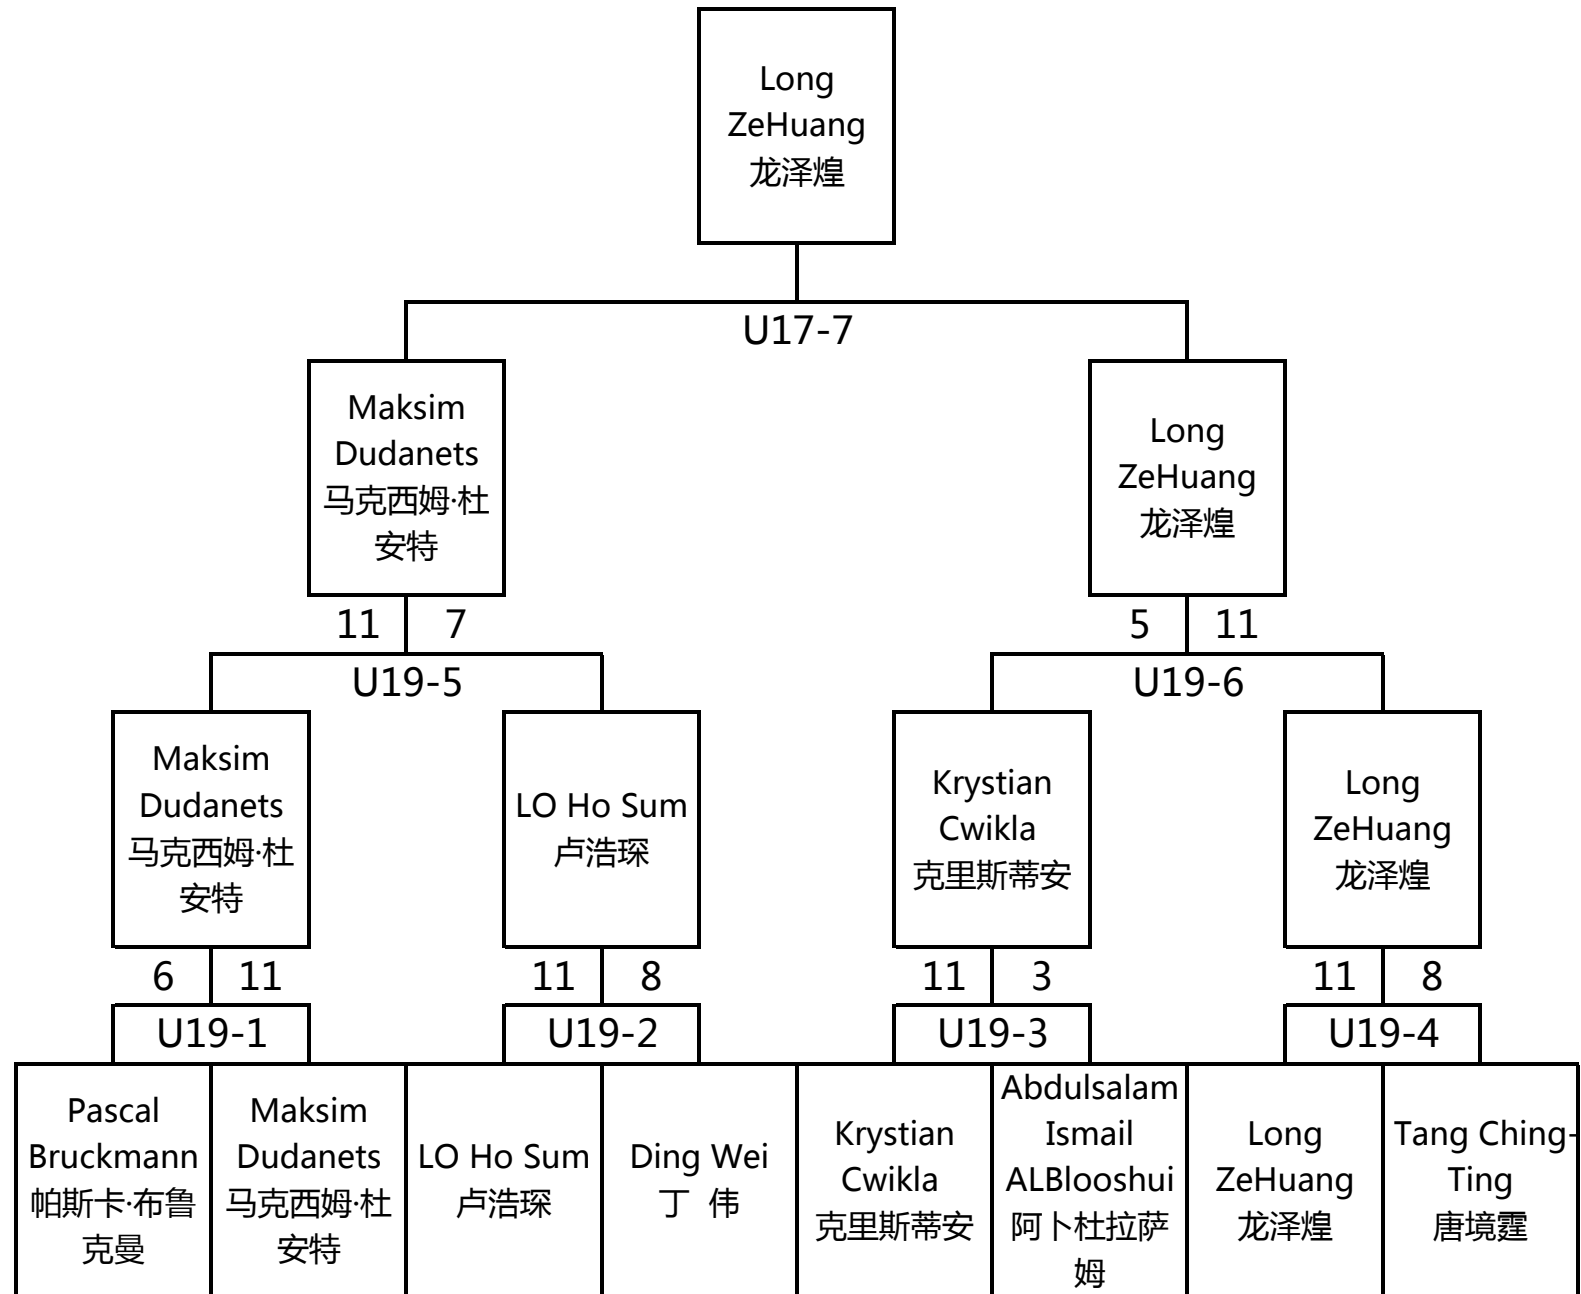 Long
ZeHuang
龙泽煌
U17-7
Maksim
Dudanets
马克西姆·杜
安特
Long
ZeHuang
龙泽煌
11 7
5 11
U19-5
U19-6
Maksim
Dudanets
马克西姆·杜
安特
LO Ho Sum
卢浩琛
Krystian
Cwikla
克里斯蒂安
Long
ZeHuang
龙泽煌
6 11
11 8
11 3
11 8
U19-1
U19-2
U19-3
U19-4
Pascal
Bruckmann
帕斯卡·布鲁
克曼
Maksim
Dudanets
马克西姆·杜
安特
LO Ho Sum
卢浩琛
Ding Wei
丁 伟
Krystian
Cwikla
克里斯蒂安
Abdulsalam
Ismail
ALBlooshui
阿卜杜拉萨
姆
Long
ZeHuang
龙泽煌
Tang Ching-
Ting
唐境霆